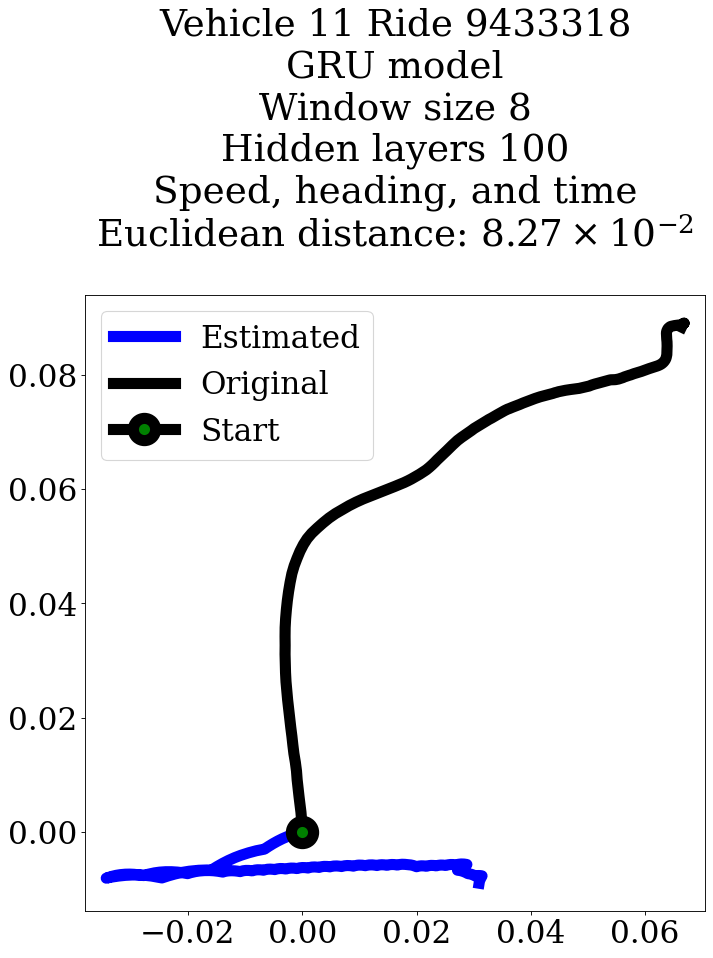 Vehicle 11 Ride 9433318
GRU model
Window size 8
Hidden layers 100
Speed, heading, and time
Euclidean distance: 8.27 × 10⁻²
Estimated
Original
Start
0.08
0.06
0.04
0.02
0.00
−0.02 0.00 0.02 0.04 0.06